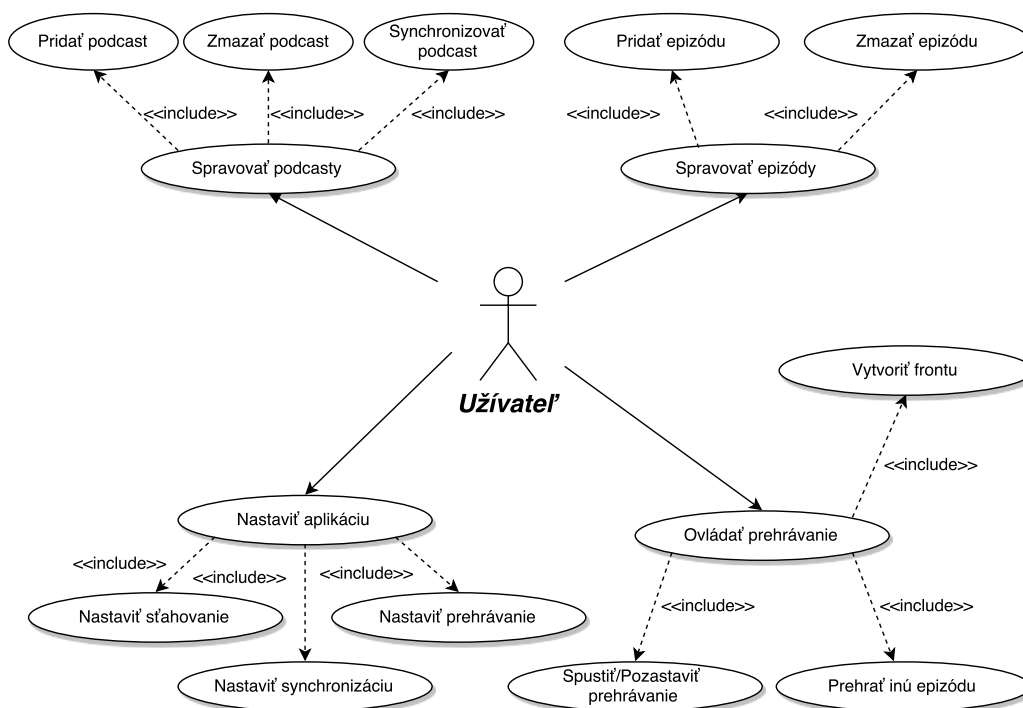 Pridať podcast
Zmazať podcast
Synchronizovať
podcast
Pridať epizódu
Zmazať epizódu
<<include>>
<<include>>
<<include>>
<<include>>
<<include>>
Spravovať podcasty
Spravovať epizódy
Užívateľ
Vytvoriť frontu
<<include>>
Nastaviť aplikáciu
Ovládať prehrávanie
<<include>>
<<include>>
<<include>>
<<include>>
<<include>>
Nastaviť sťahovanie
Nastaviť prehrávanie
Nastaviť synchronizáciu
Spustiť/Pozastaviť
prehrávanie
Prehrať inú epizódu